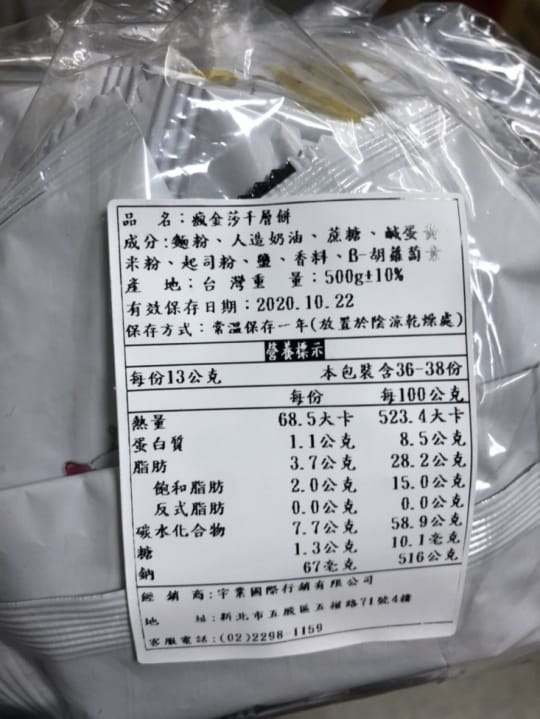 品 名：瘋金莎千層餅
成分：麵粉、人造奶油、蔗糖、鹹蛋黃
米粉、起司粉、鹽、香料、B-胡蘿蔔素
產 地：台灣 重 量：500g±10%
有效保存日期：2020.10.22
保存方式：常溫保存一年(放置於陰涼乾燥處)
營養標示
每份13公克 本包裝含36-38份
每份 每100公克
熱量 68.5大卡 523.4大卡
蛋白質 1.1公克 8.5公克
脂肪 3.7公克 28.2公克
飽和脂肪 2.0公克 15.0公克
反式脂肪 0.0公克 0.0公克
碳水化合物 7.7公克 58.9公克
糖 1.3公克 10.1毫克
鈉 67毫克 516公克
經 銷 商：宇業國際行銷有限公司
地 址：新北市五股區五權路71號4樓
客服電話：(02)2298-1159